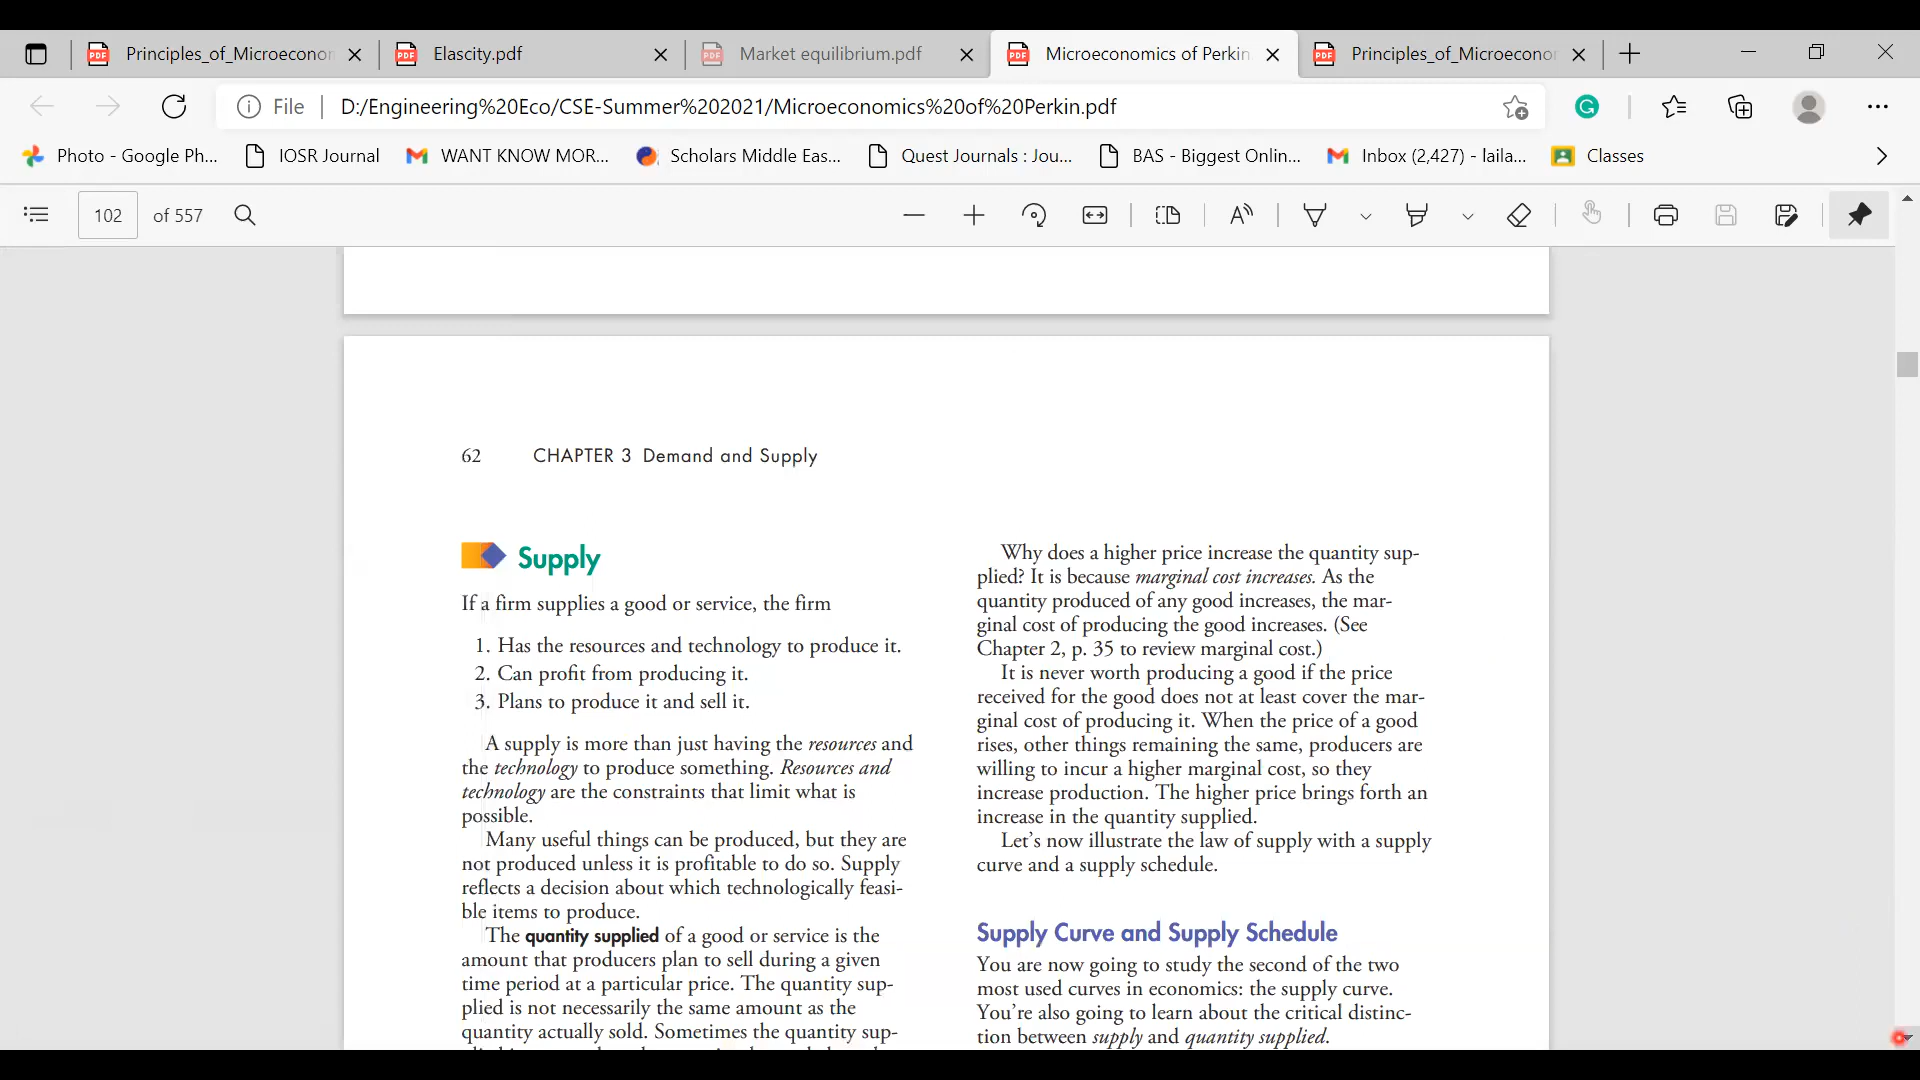 Principles_of_Microeconor
Elascity.pdf
Market equilibrium.pdf
Microeconomics of Perkin
Principles_of_Microeconor
File
D:/Engineering%20Eco/CSE-Summer%202021/Microeconomics%20of%20Perkin.pdf
Photo - Google Ph...
IOSR Journal
WANT KNOW MOR...
Scholars Middle Eas...
Quest Journals : Jou...
BAS - Biggest Onlin...
Inbox (2,427) - laila...
Classes
102 of 557
62 CHAPTER 3 Demand and Supply
Supply
If a firm supplies a good or service, the firm
1. Has the resources and technology to produce it.
2. Can profit from producing it.
3. Plans to produce it and sell it.
A supply is more than just having the resources and
the technology to produce something. Resources and
technology are the constraints that limit what is
possible.
Many useful things can be produced, but they are
not produced unless it is profitable to do so. Supply
reflects a decision about which technologically feasi-
ble items to produce.
The quantity supplied of a good or service is the
amount that producers plan to sell during a given
time period at a particular price. The quantity sup-
plied is not necessarily the same amount as the
quantity actually sold. Sometimes the quantity sup-
Why does a higher price increase the quantity sup-
plied? It is because marginal cost increases. As the
quantity produced of any good increases, the mar-
ginal cost of producing the good increases. (See
Chapter 2, p. 35 to review marginal cost.)
It is never worth producing a good if the price
received for the good does not at least cover the mar-
ginal cost of producing it. When the price of a good
rises, other things remaining the same, producers are
willing to incur a higher marginal cost, so they
increase production. The higher price brings forth an
increase in the quantity supplied.
Let's now illustrate the law of supply with a supply
curve and a supply schedule.
Supply Curve and Supply Schedule
You are now going to study the second of the two
most used curves in economics: the supply curve.
You're also going to learn about the critical distinc-
tion between supply and quantity supplied.